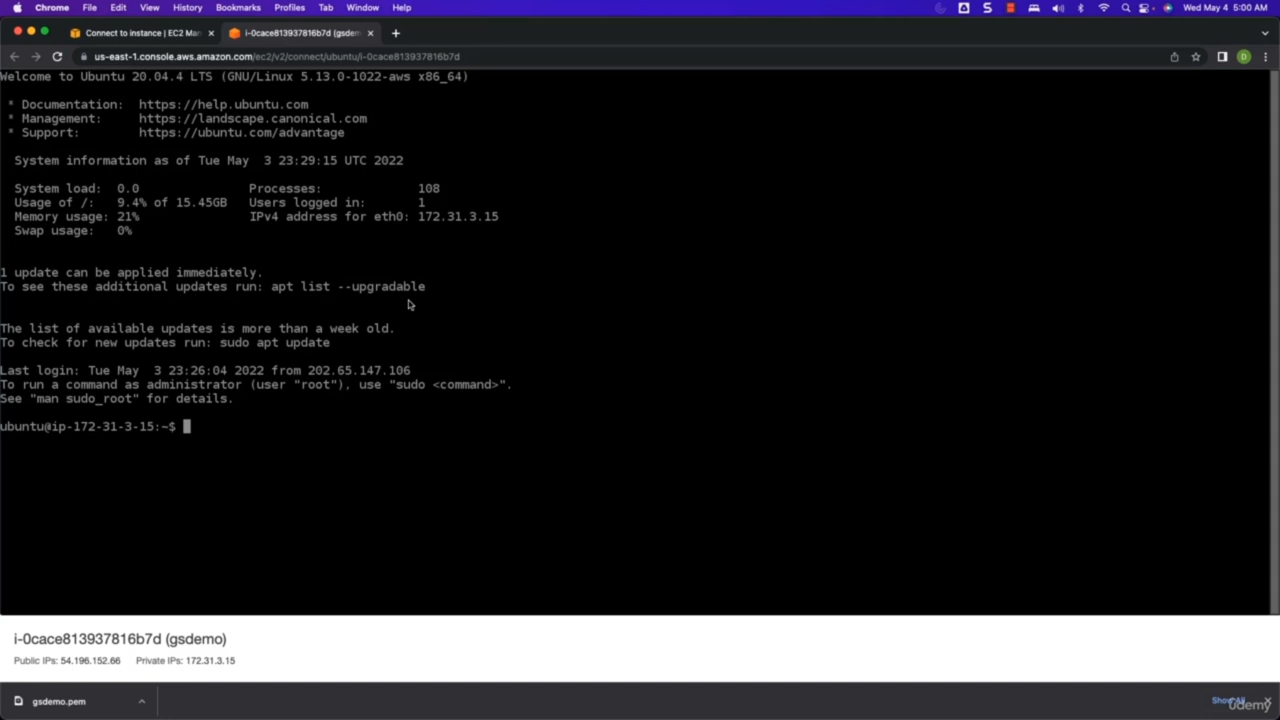 Chrome File Edit View History Bookmarks Profiles Tab Window Help Wed May 4 5:00 AM
Connect to instance | EC2 Man i-0cace813937816b7d (gsdem
us-east-1.console.aws.amazon.com/ec2/v2/connect/ubuntu/i-0cace813937816b7d
Welcome to Ubuntu 20.04.4 LTS (GNU/Linux 5.13.0-1022-aws x86_64)
* Documentation: https://help.ubuntu.com
* Management: https://landscape.canonical.com
* Support: https://ubuntu.com/advantage
System information as of Tue May 3 23:29:15 UTC 2022
System load: 0.0 Processes: 108
Usage of /: 9.4% of 15.45GB Users logged in: 1
Memory usage: 21% IPv4 address for eth0: 172.31.3.15
Swap usage: 0%
1 update can be applied immediately.
To see these additional updates run: apt list --upgradable
The list of available updates is more than a week old.
To check for new updates run: sudo apt update
Last login: Tue May 3 23:26:04 2022 from 202.65.147.106
To run a command as administrator (user "root"), use "sudo <command>".
See "man sudo_root" for details.
ubuntu@ip-172-31-3-15:~$
i-0cace813937816b7d (gsdemo)
Public IPs: 54.196.152.66 Private IPs: 172.31.3.15
gsdemo.pem Show All
udemy